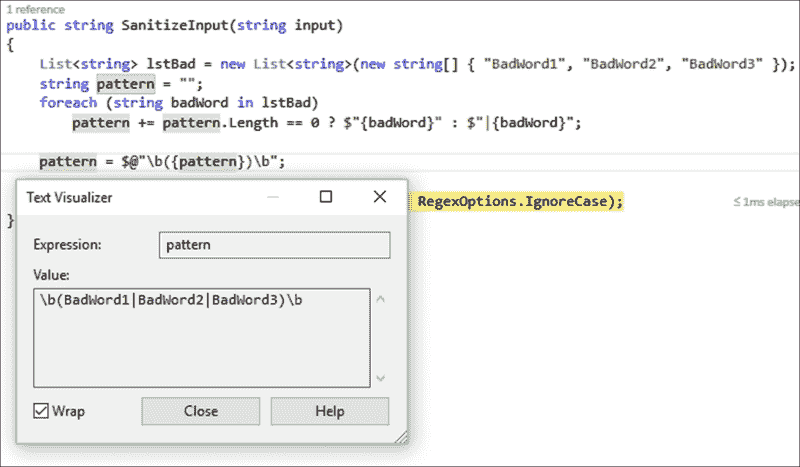 1 reference
public string SanitizeInput(string input)
{
List<string> lstBad = new List<string>(new string[] { "BadWord1", "BadWord2", "BadWord3" });
string pattern = "";
foreach (string badWord in lstBad)
pattern += pattern.Length == 0 ? $"{badWord}" : $"|{badWord}";
pattern = $@"\b({pattern})\b";
Text Visualizer
RegexOptions.IgnoreCase);
≤ 1ms elapse
}
Expression: pattern
Value:
\b(BadWord1|BadWord2|BadWord3)\b
Wrap Close Help